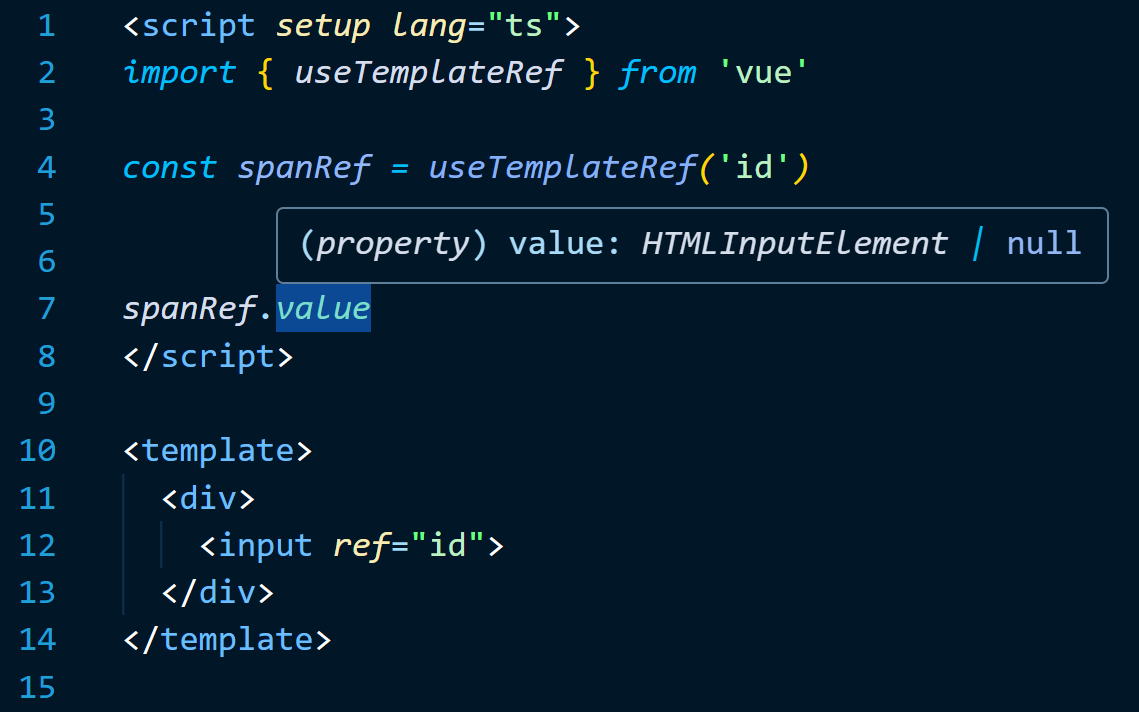 1 <script setup lang="ts">
2 import { useTemplateRef } from 'vue'
3
4 const spanRef = useTemplateRef('id')
5
(property) value: HTMLInputElement | null
6
7 spanRef.value
8 </script>
9
10 <template>
11 <div>
12 <input ref="id">
13 </div>
14 </template>
15